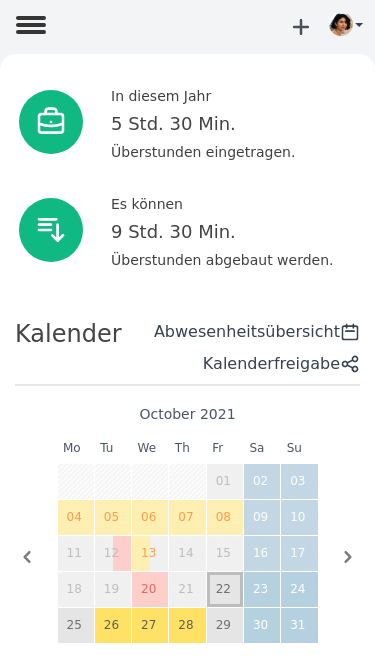 In diesem Jahr
5 Std. 30 Min.
Überstunden eingetragen.
Es können
9 Std. 30 Min.
Überstunden abgebaut werden.
Kalender
Abwesenheitsübersicht
Kalenderfreigabe
October 2021
Mo Tu We Th Fr Sa Su
01 02 03
04 05 06 07 08 09 10
11 12 13 14 15 16 17
18 19 20 21 22 23 24
25 26 27 28 29 30 31